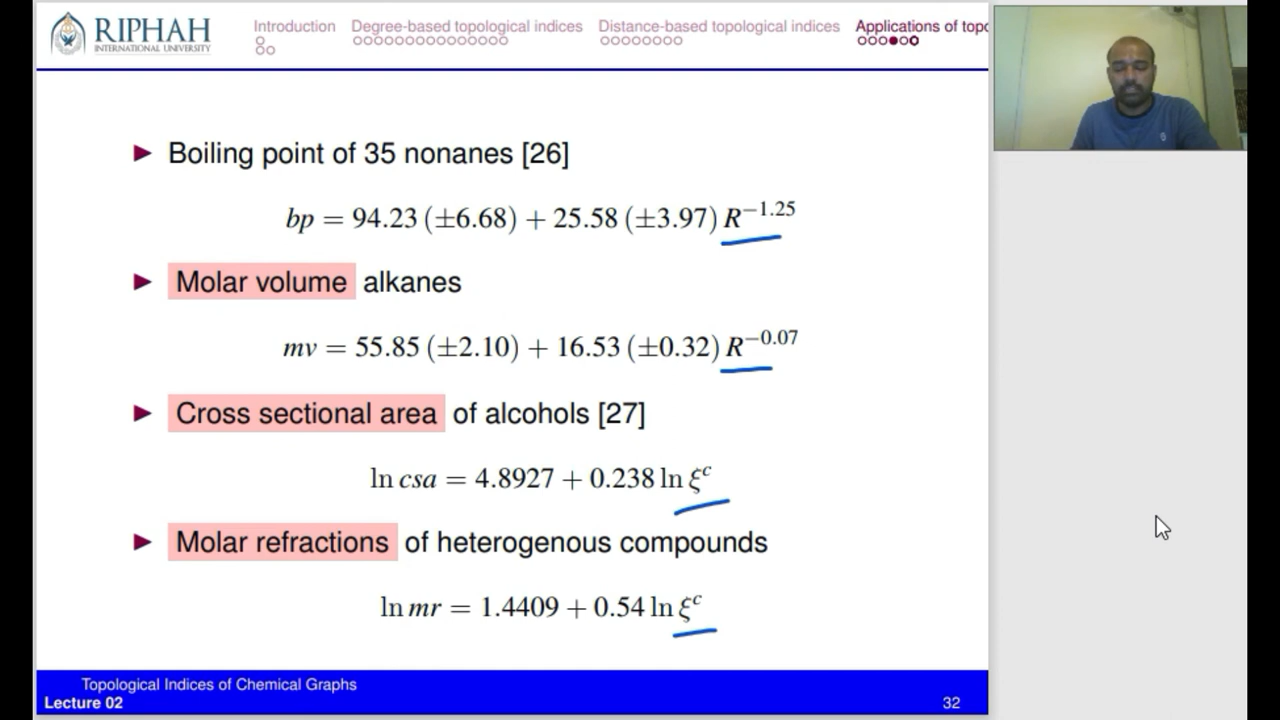 RIPHAH
INTERNATIONAL UNIVERSITY
Introduction Degree-based topological indices Distance-based topological indices Applications of topo
► Boiling point of 35 nonanes [26]
bp = 94.23 (±6.68) + 25.58 (±3.97) R^−1.25
► Molar volume alkanes
mv = 55.85 (±2.10) + 16.53 (±0.32) R^−0.07
► Cross sectional area of alcohols [27]
ln csa = 4.8927 + 0.238 ln ξ^c
► Molar refractions of heterogenous compounds
ln mr = 1.4409 + 0.54 ln ξ^c
Topological Indices of Chemical Graphs
Lecture 02 32